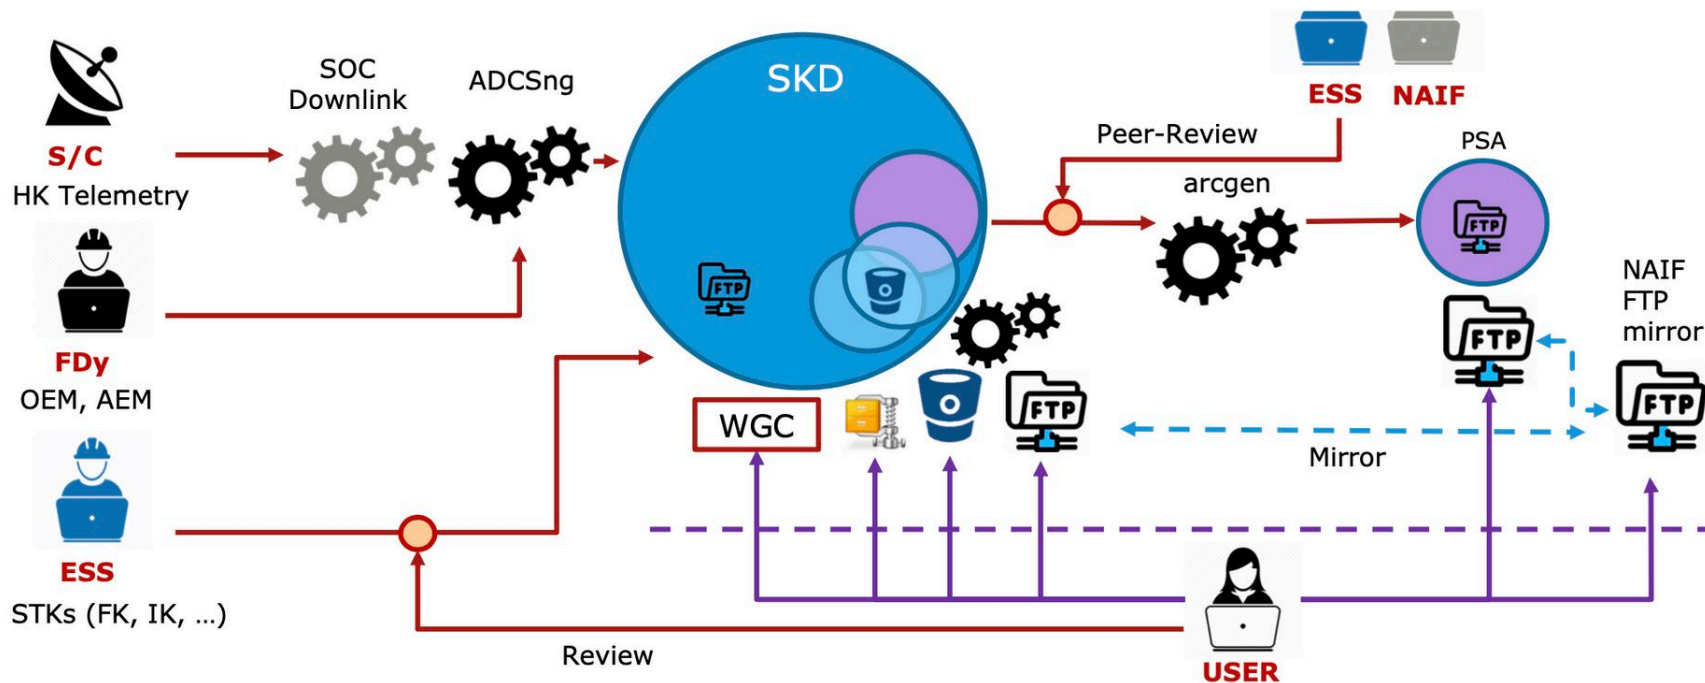 S/C
HK Telemetry
SOC
Downlink
ADCSng
SKD
FTP
ESS
NAIF
Peer-Review
arcgen
PSA
FTP
FDy
OEM, AEM
WGC
FTP
FTP
NAIF
FTP
mirror
FTP
Mirror
ESS
STKs (FK, IK, ...)
Review
USER